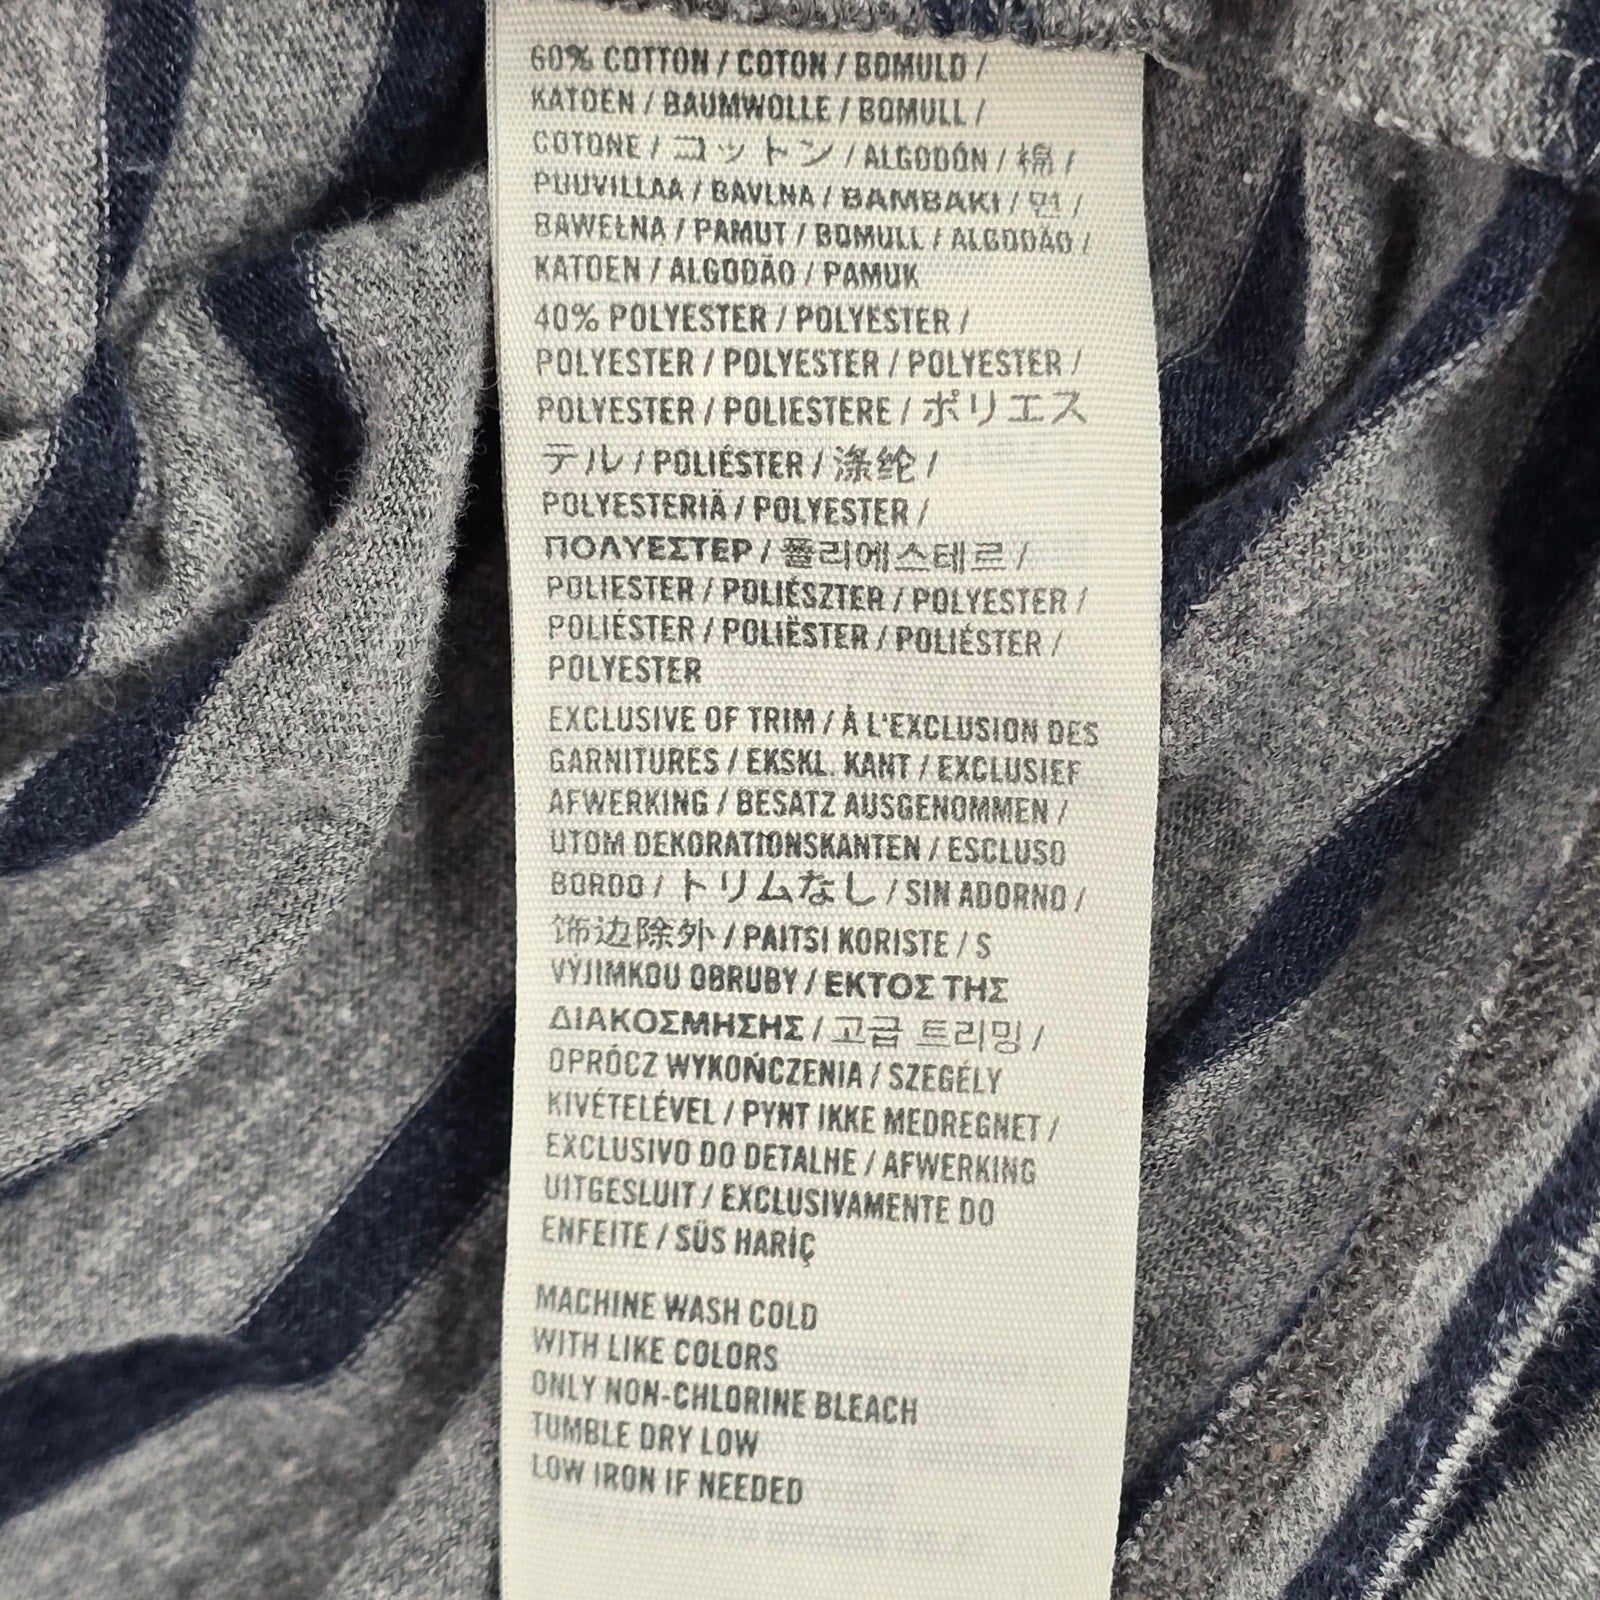 60% COTTON / COTON / BOMULD /
KATOEN / BAUMWOLLE / BOMULL /
COTONE / コットン / ALGODÓN / 棉 /
PUUVILLAA / BAVLNA / BAMBAKI / 면 /
BAWEŁNA / PAMUT / BOMULL / ALGODÃO /
KATOEN / ALGODÃO / PAMUK
40% POLYESTER / POLYESTER /
POLYESTER / POLYESTER / POLYESTER /
POLYESTER / POLIESTERE / ポリエス
テル / POLIÉSTER / 涤纶 /
POLYESTERIÄ / POLYESTER /
ΠΟΛΥΕΣΤΕΡ / 폴리에스테르 /
POLIESTER / POLIÉSZTER / POLYESTER /
POLIÉSTER / POLIËSTER / POLIÉSTER /
POLYESTER
EXCLUSIVE OF TRIM / À L'EXCLUSION DES
GARNITURES / EKSKL. KANT / EXCLUSIEF
AFWERKING / BESATZ AUSGENOMMEN /
UTOM DEKORATIONSKANTEN / ESCLUSO
BORDO / トリムなし / SIN ADORNO /
饰边除外 / PAITSI KORISTE / S
VÝJIMKOU OBRUBY / ΕΚΤΟΣ ΤΗΣ
ΔΙΑΚΟΣΜΗΣΗΣ / 고급 트리밍 /
OPRÓCZ WYKOŃCZENIA / SZEGÉLY
KIVÉTELÉVEL / PYNT IKKE MEDREGNET /
EXCLUSIVO DO DETALHE / AFWERKING
UITGESLUIT / EXCLUSIVAMENTE DO
ENFEITE / SÜS HARİÇ
MACHINE WASH COLD
WITH LIKE COLORS
ONLY NON-CHLORINE BLEACH
TUMBLE DRY LOW
LOW IRON IF NEEDED